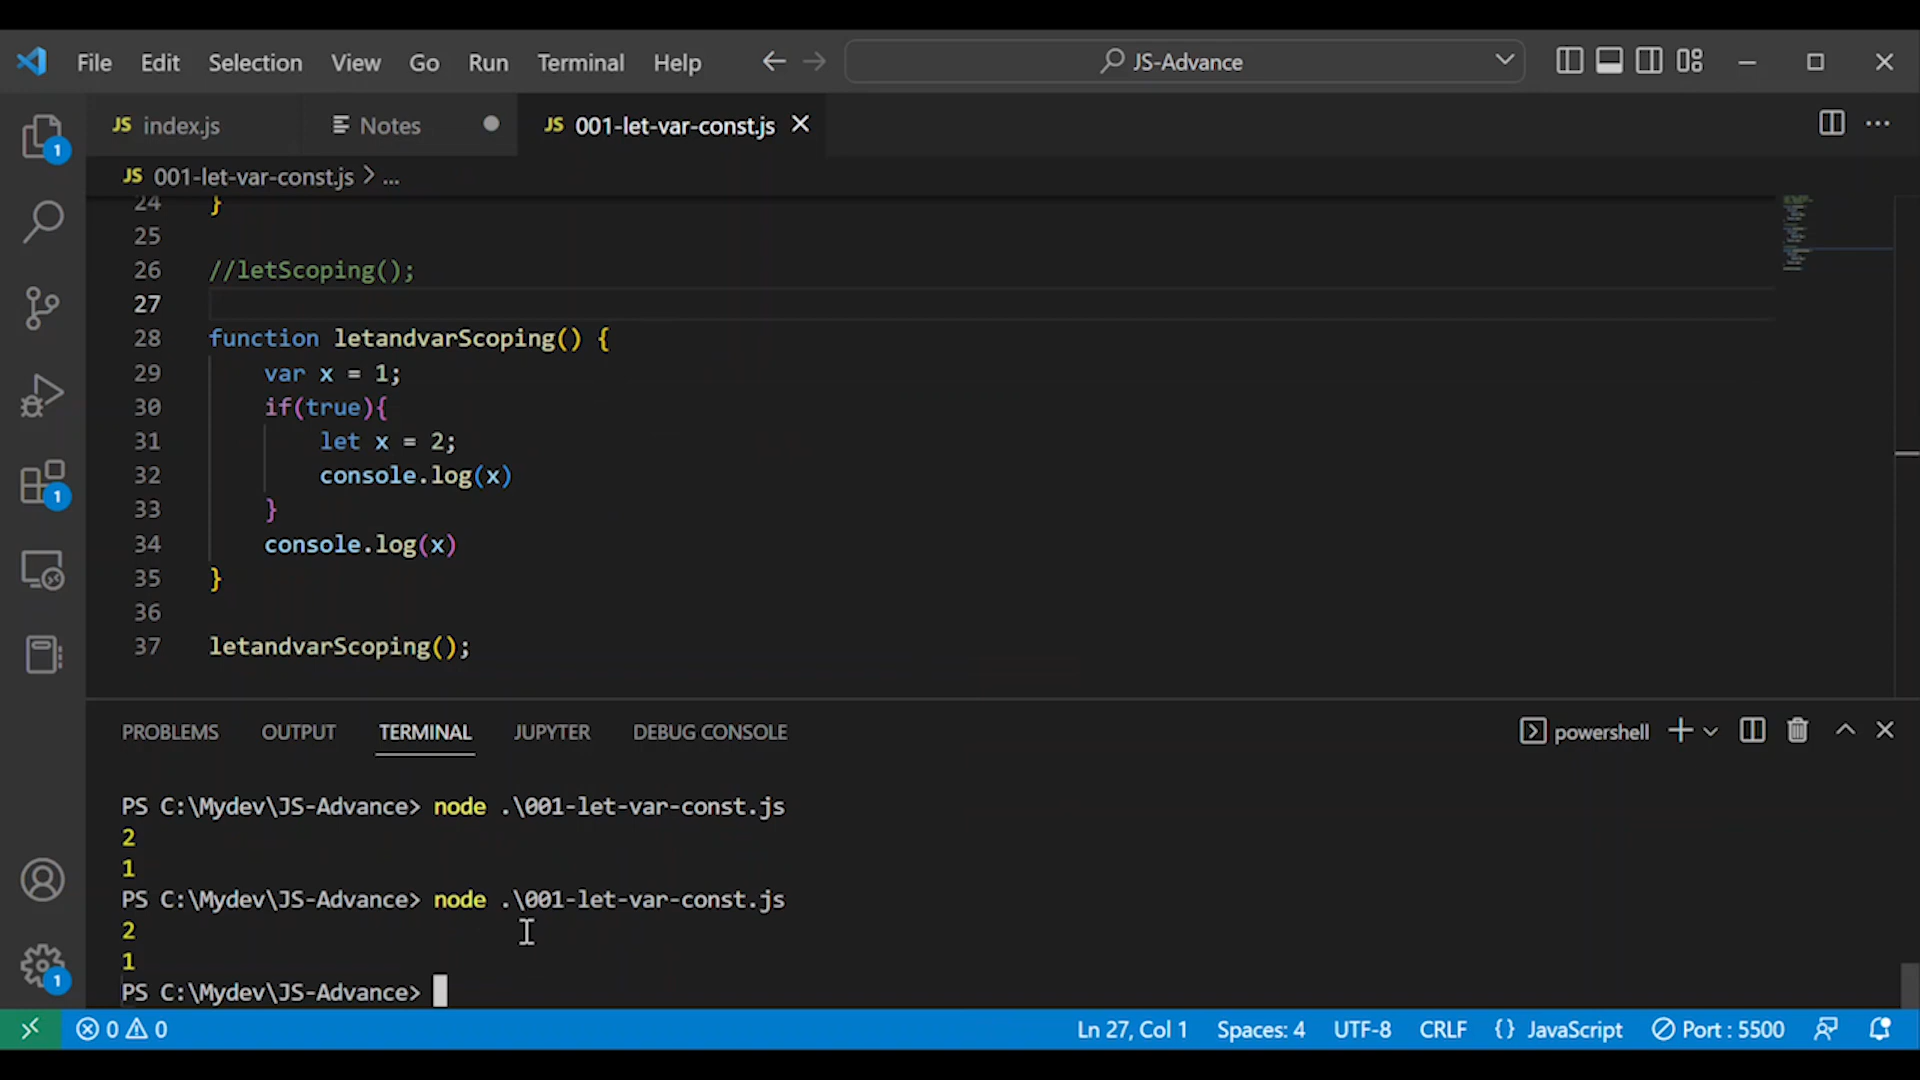 File Edit Selection View Go Run Terminal Help JS-Advance
JS index.js Notes JS 001-let-var-const.js
JS 001-let-var-const.js > ...
24 }
25
26 //letScoping();
27
28 function letandvarScoping() {
29 var x = 1;
30 if(true){
31 let x = 2;
32 console.log(x)
33 }
34 console.log(x)
35 }
36
37 letandvarScoping();
PROBLEMS OUTPUT TERMINAL JUPYTER DEBUG CONSOLE powershell
PS C:\Mydev\JS-Advance> node .\001-let-var-const.js
2
1
PS C:\Mydev\JS-Advance> node .\001-let-var-const.js
2
1
PS C:\Mydev\JS-Advance>
0 0 Ln 27, Col 1 Spaces: 4 UTF-8 CRLF {} JavaScript Port : 5500
1
1
1